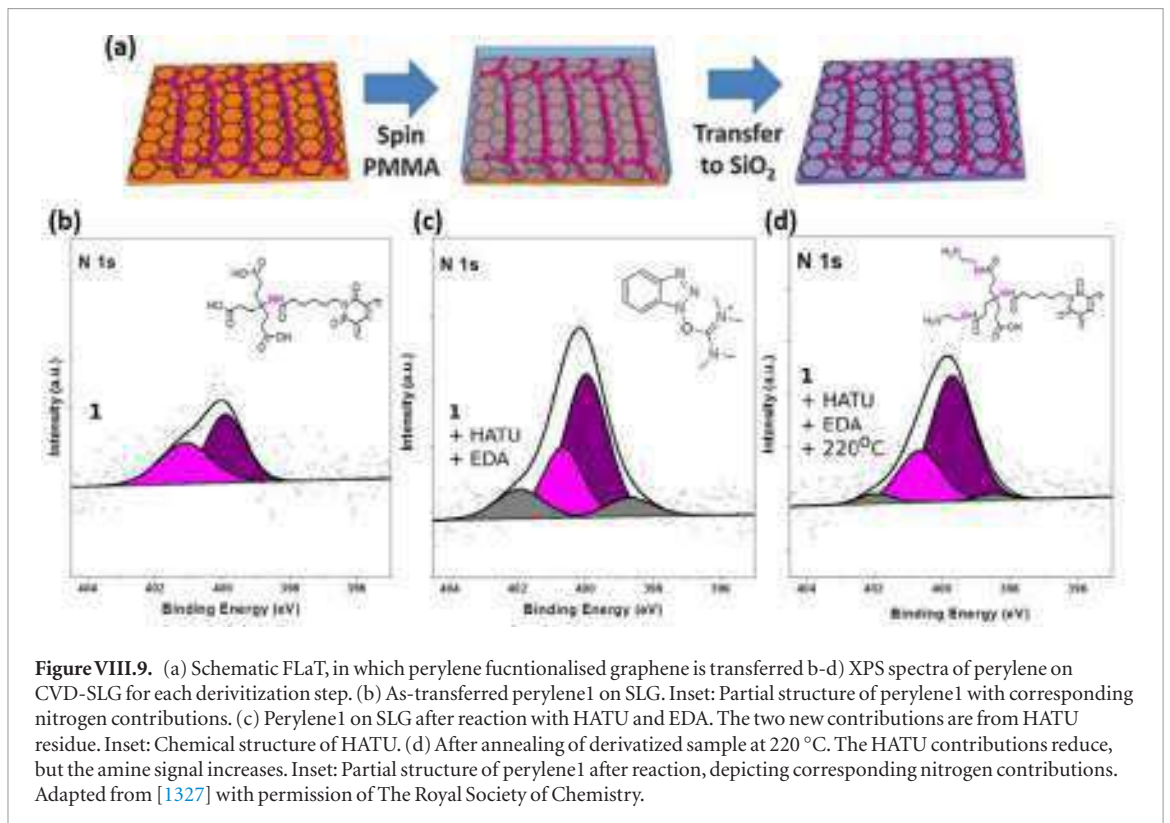 (a)
Spin
PMMA
Transfer
to SiO₂
(b)
(c)
(d)
N 1s
N 1s
N 1s
1
1
+ HATU
+ EDA
1
+ HATU
+ EDA
+ 220⁰C
Intensity (a.u.)
Intensity (a.u.)
Intensity (a.u.)
404 402 400 398 396
404 402 400 398 396
404 402 400 398 396
Binding Energy (eV)
Binding Energy (eV)
Binding Energy (eV)
Figure VIII.9. (a) Schematic FLaT, in which perylene fucntionalised graphene is transferred b-d) XPS spectra of perylene on
CVD-SLG for each derivitization step. (b) As-transferred perylene1 on SLG. Inset: Partial structure of perylene1 with corresponding
nitrogen contributions. (c) Perylene1 on SLG after reaction with HATU and EDA. The two new contributions are from HATU
residue. Inset: Chemical structure of HATU. (d) After annealing of derivatized sample at 220 °C. The HATU contributions reduce,
but the amine signal increases. Inset: Partial structure of perylene1 after reaction, depicting corresponding nitrogen contributions.
Adapted from [1327] with permission of The Royal Society of Chemistry.